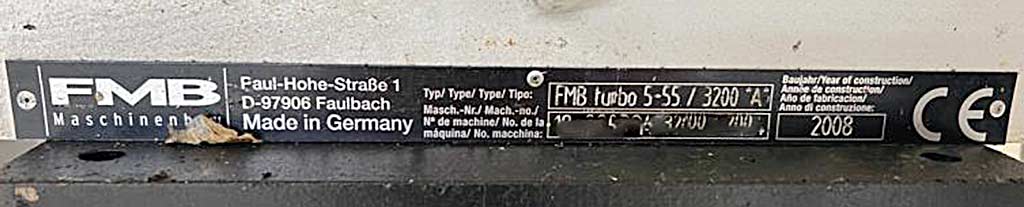 FMB
Maschinenbau
Faul-Hohe-Straße 1
D-97906 Faulbach
Made in Germany
Typ/ Type/ Type/ Tipo:
FMB turbo 5-55 / 3200 "A"
Masch.-Nr./ Mach.-no./
N° de machine/ No. de la
máquina/ No. macchina:
Baujahr/Year of construction/
Année de construction/
Año de fabricacion/
Anno di construzione:
2008
CE